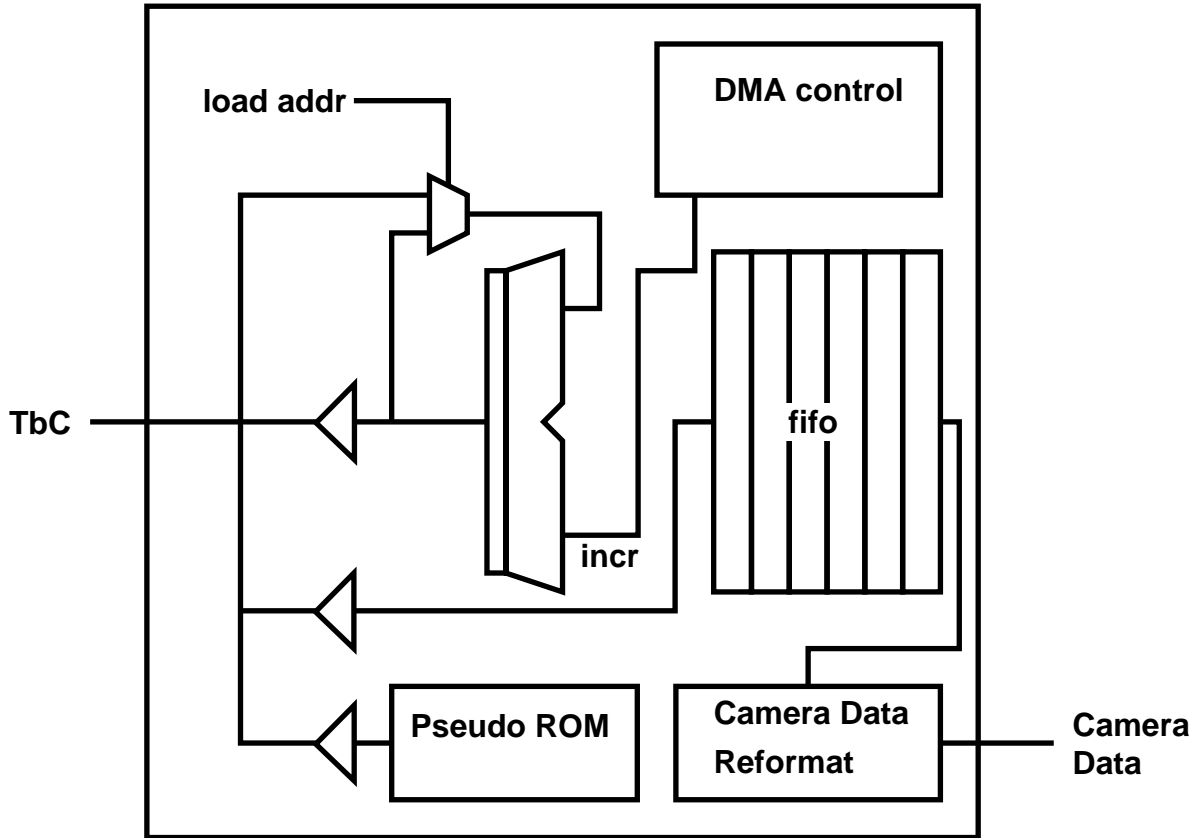 DMA control
load addr
TbC
fifo
incr
Pseudo ROM
Camera Data
Reformat
Camera
Data